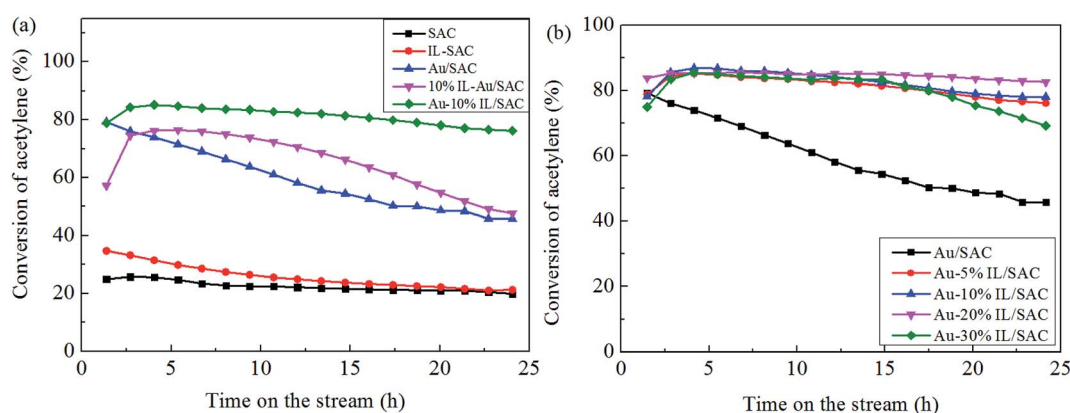 (a)
Conversion of acetylene (%)
100
80
60
40
20
0
SAC
IL-SAC
Au/SAC
10% IL-Au/SAC
Au-10% IL/SAC
0 5 10 15 20 25
Time on the stream (h)
(b)
Conversion of acetylene (%)
100
80
60
40
20
0
Au/SAC
Au-5% IL/SAC
Au-10% IL/SAC
Au-20% IL/SAC
Au-30% IL/SAC
0 5 10 15 20 25
Time on the stream (h)